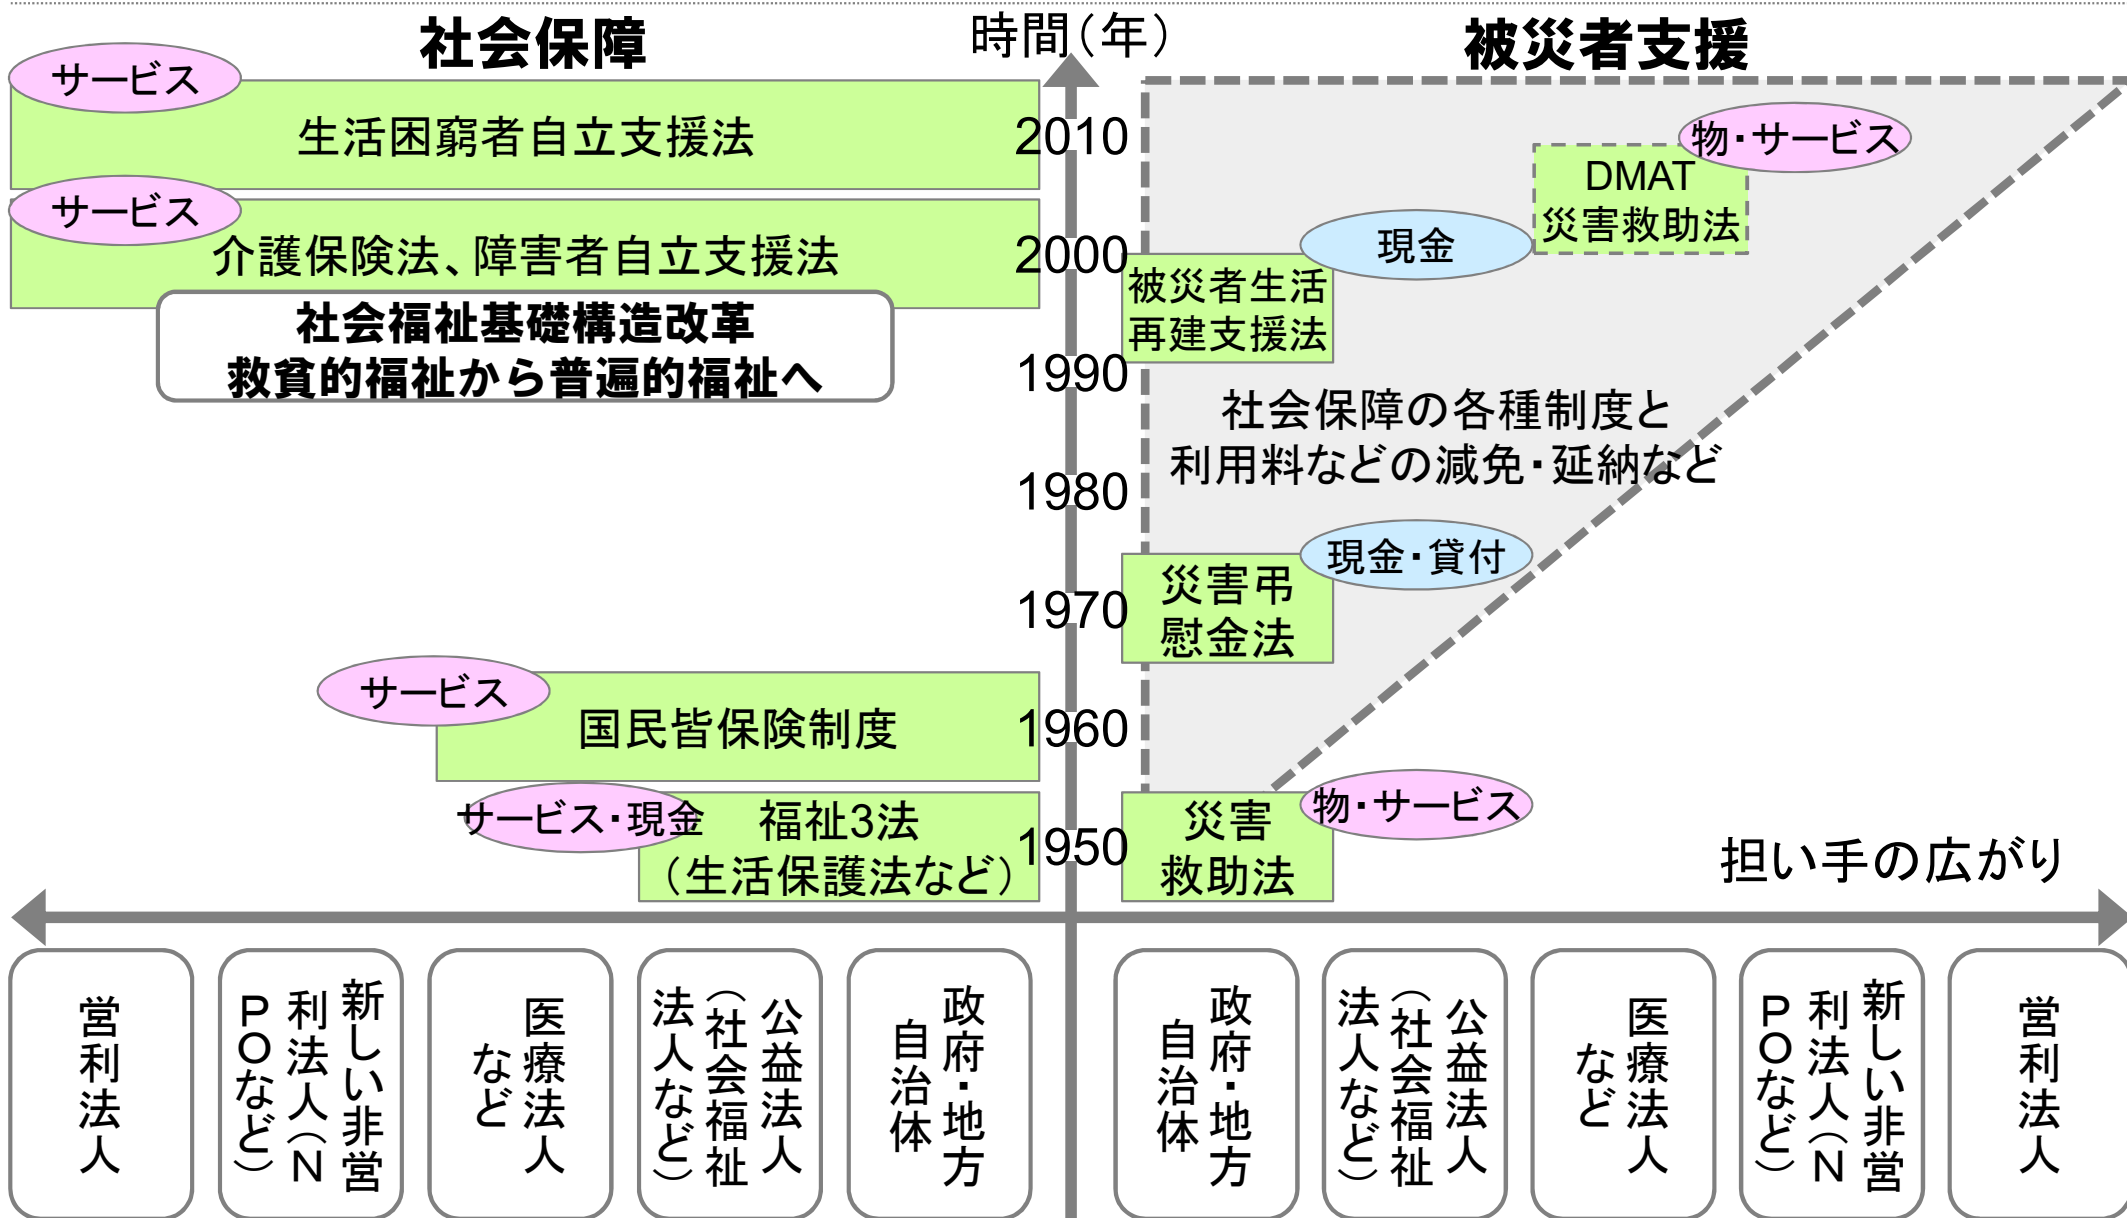 社会保障
時間(年)
被災者支援
サービス
生活困窮者自立支援法
サービス
介護保険法、障害者自立支援法
社会福祉基礎構造改革
救貧的福祉から普遍的福祉へ
サービス
国民皆保険制度
サービス・現金
福祉3法
(生活保護法など)
2010
2000
1990
1980
1970
1960
1950
物・サービス
DMAT
災害救助法
現金
被災者生活
再建支援法
社会保障の各種制度と
利用料などの減免・延納など
現金・貸付
災害弔
慰金法
物・サービス
災害
救助法
担い手の広がり
営利法人
新しい非営
利法人(N
POなど)
医療法人
など
公益法人
(社会福祉
法人など)
政府・地方
自治体
政府・地方
自治体
公益法人
(社会福祉
法人など)
医療法人
など
新しい非営
利法人(N
POなど)
営利法人